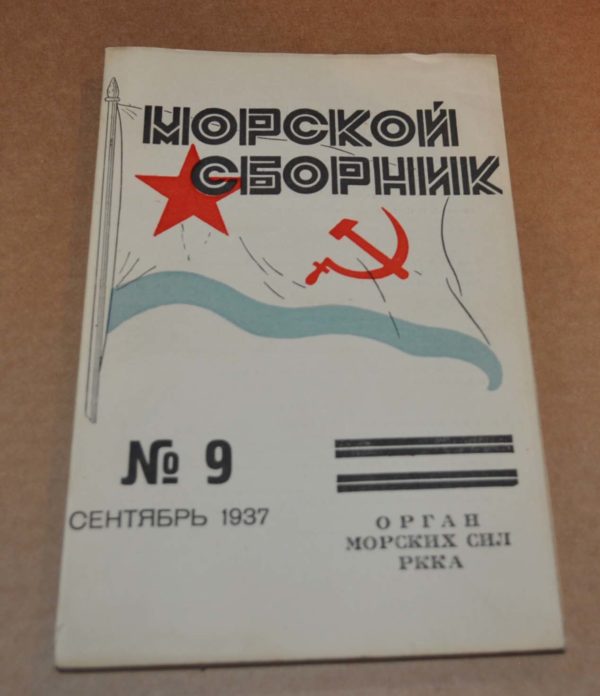 МОРСКОЙ
СБОРНИК
№ 9
СЕНТЯБРЬ 1937
ОРГАН
МОРСКИХ СИЛ
РККА